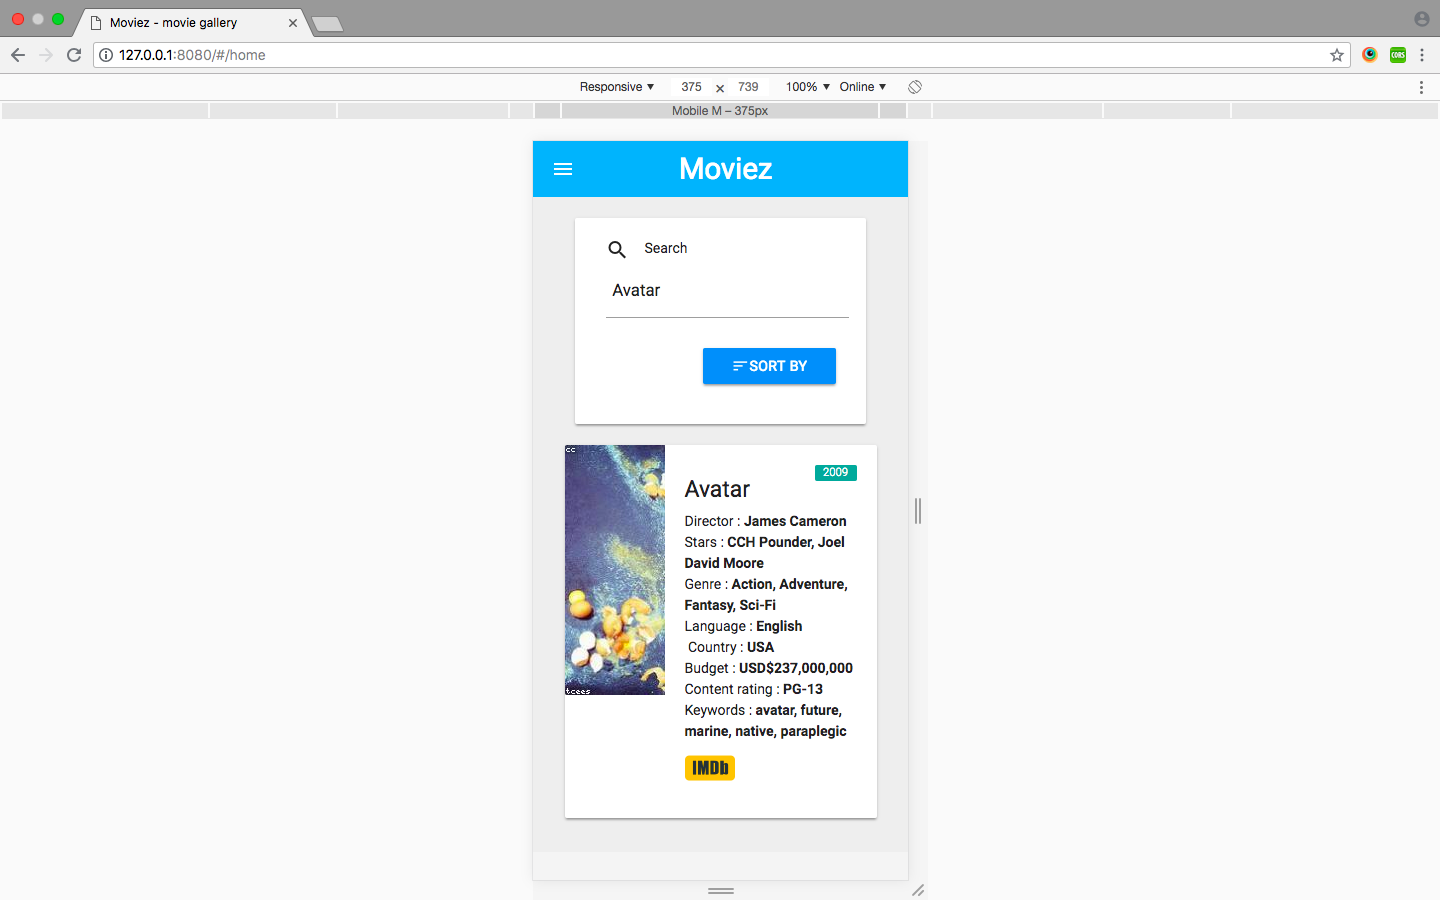 Moviez - movie gallery
127.0.0.1:8080/#/home
CORS
Responsive 375 × 739 100% Online
Mobile M – 375px
Moviez
Search
Avatar
SORT BY
cc
2009
Avatar
Director : James Cameron
Stars : CCH Pounder, Joel
David Moore
Genre : Action, Adventure,
Fantasy, Sci-Fi
Language : English
Country : USA
Budget : USD$237,000,000
Content rating : PG-13
tcees
Keywords : avatar, future,
marine, native, paraplegic
IMDb